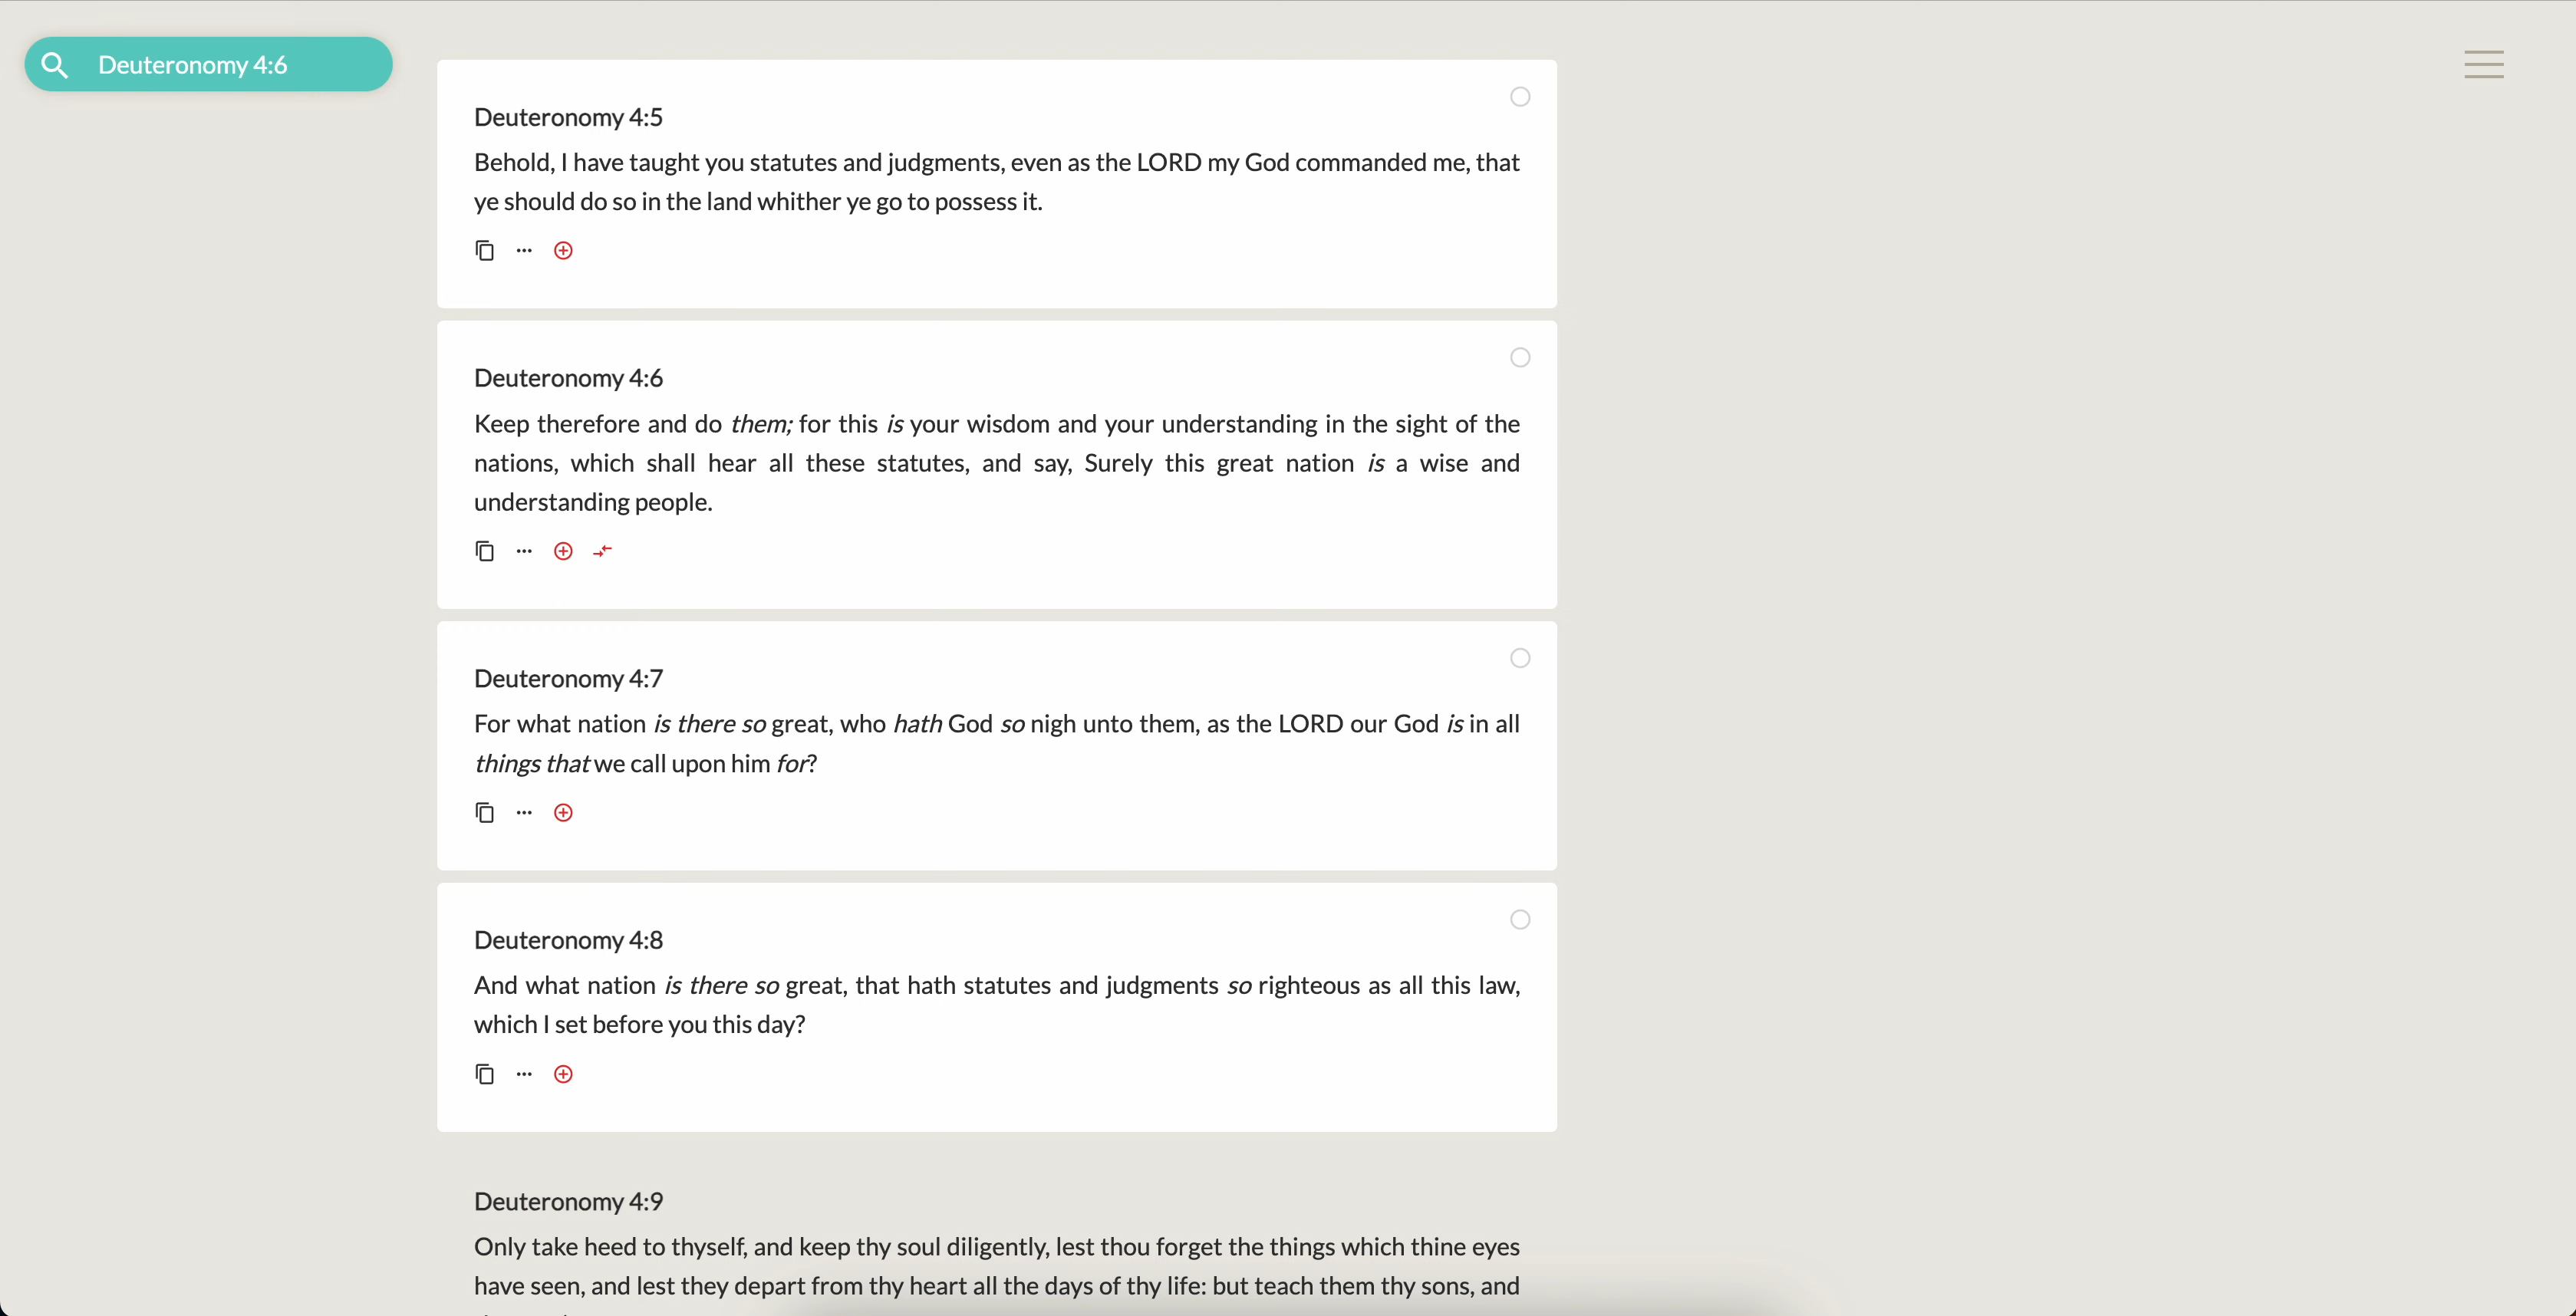 Deuteronomy 4:6
Deuteronomy 4:5
Behold, I have taught you statutes and judgments, even as the LORD my God commanded me, that
ye should do so in the land whither ye go to possess it.
Deuteronomy 4:6
Keep therefore and do them; for this is your wisdom and your understanding in the sight of the
nations, which shall hear all these statutes, and say, Surely this great nation is a wise and
understanding people.
Deuteronomy 4:7
For what nation is there so great, who hath God so nigh unto them, as the LORD our God is in all
things that we call upon him for?
Deuteronomy 4:8
And what nation is there so great, that hath statutes and judgments so righteous as all this law,
which I set before you this day?
Deuteronomy 4:9
Only take heed to thyself, and keep thy soul diligently, lest thou forget the things which thine eyes
have seen, and lest they depart from thy heart all the days of thy life: but teach them thy sons, and